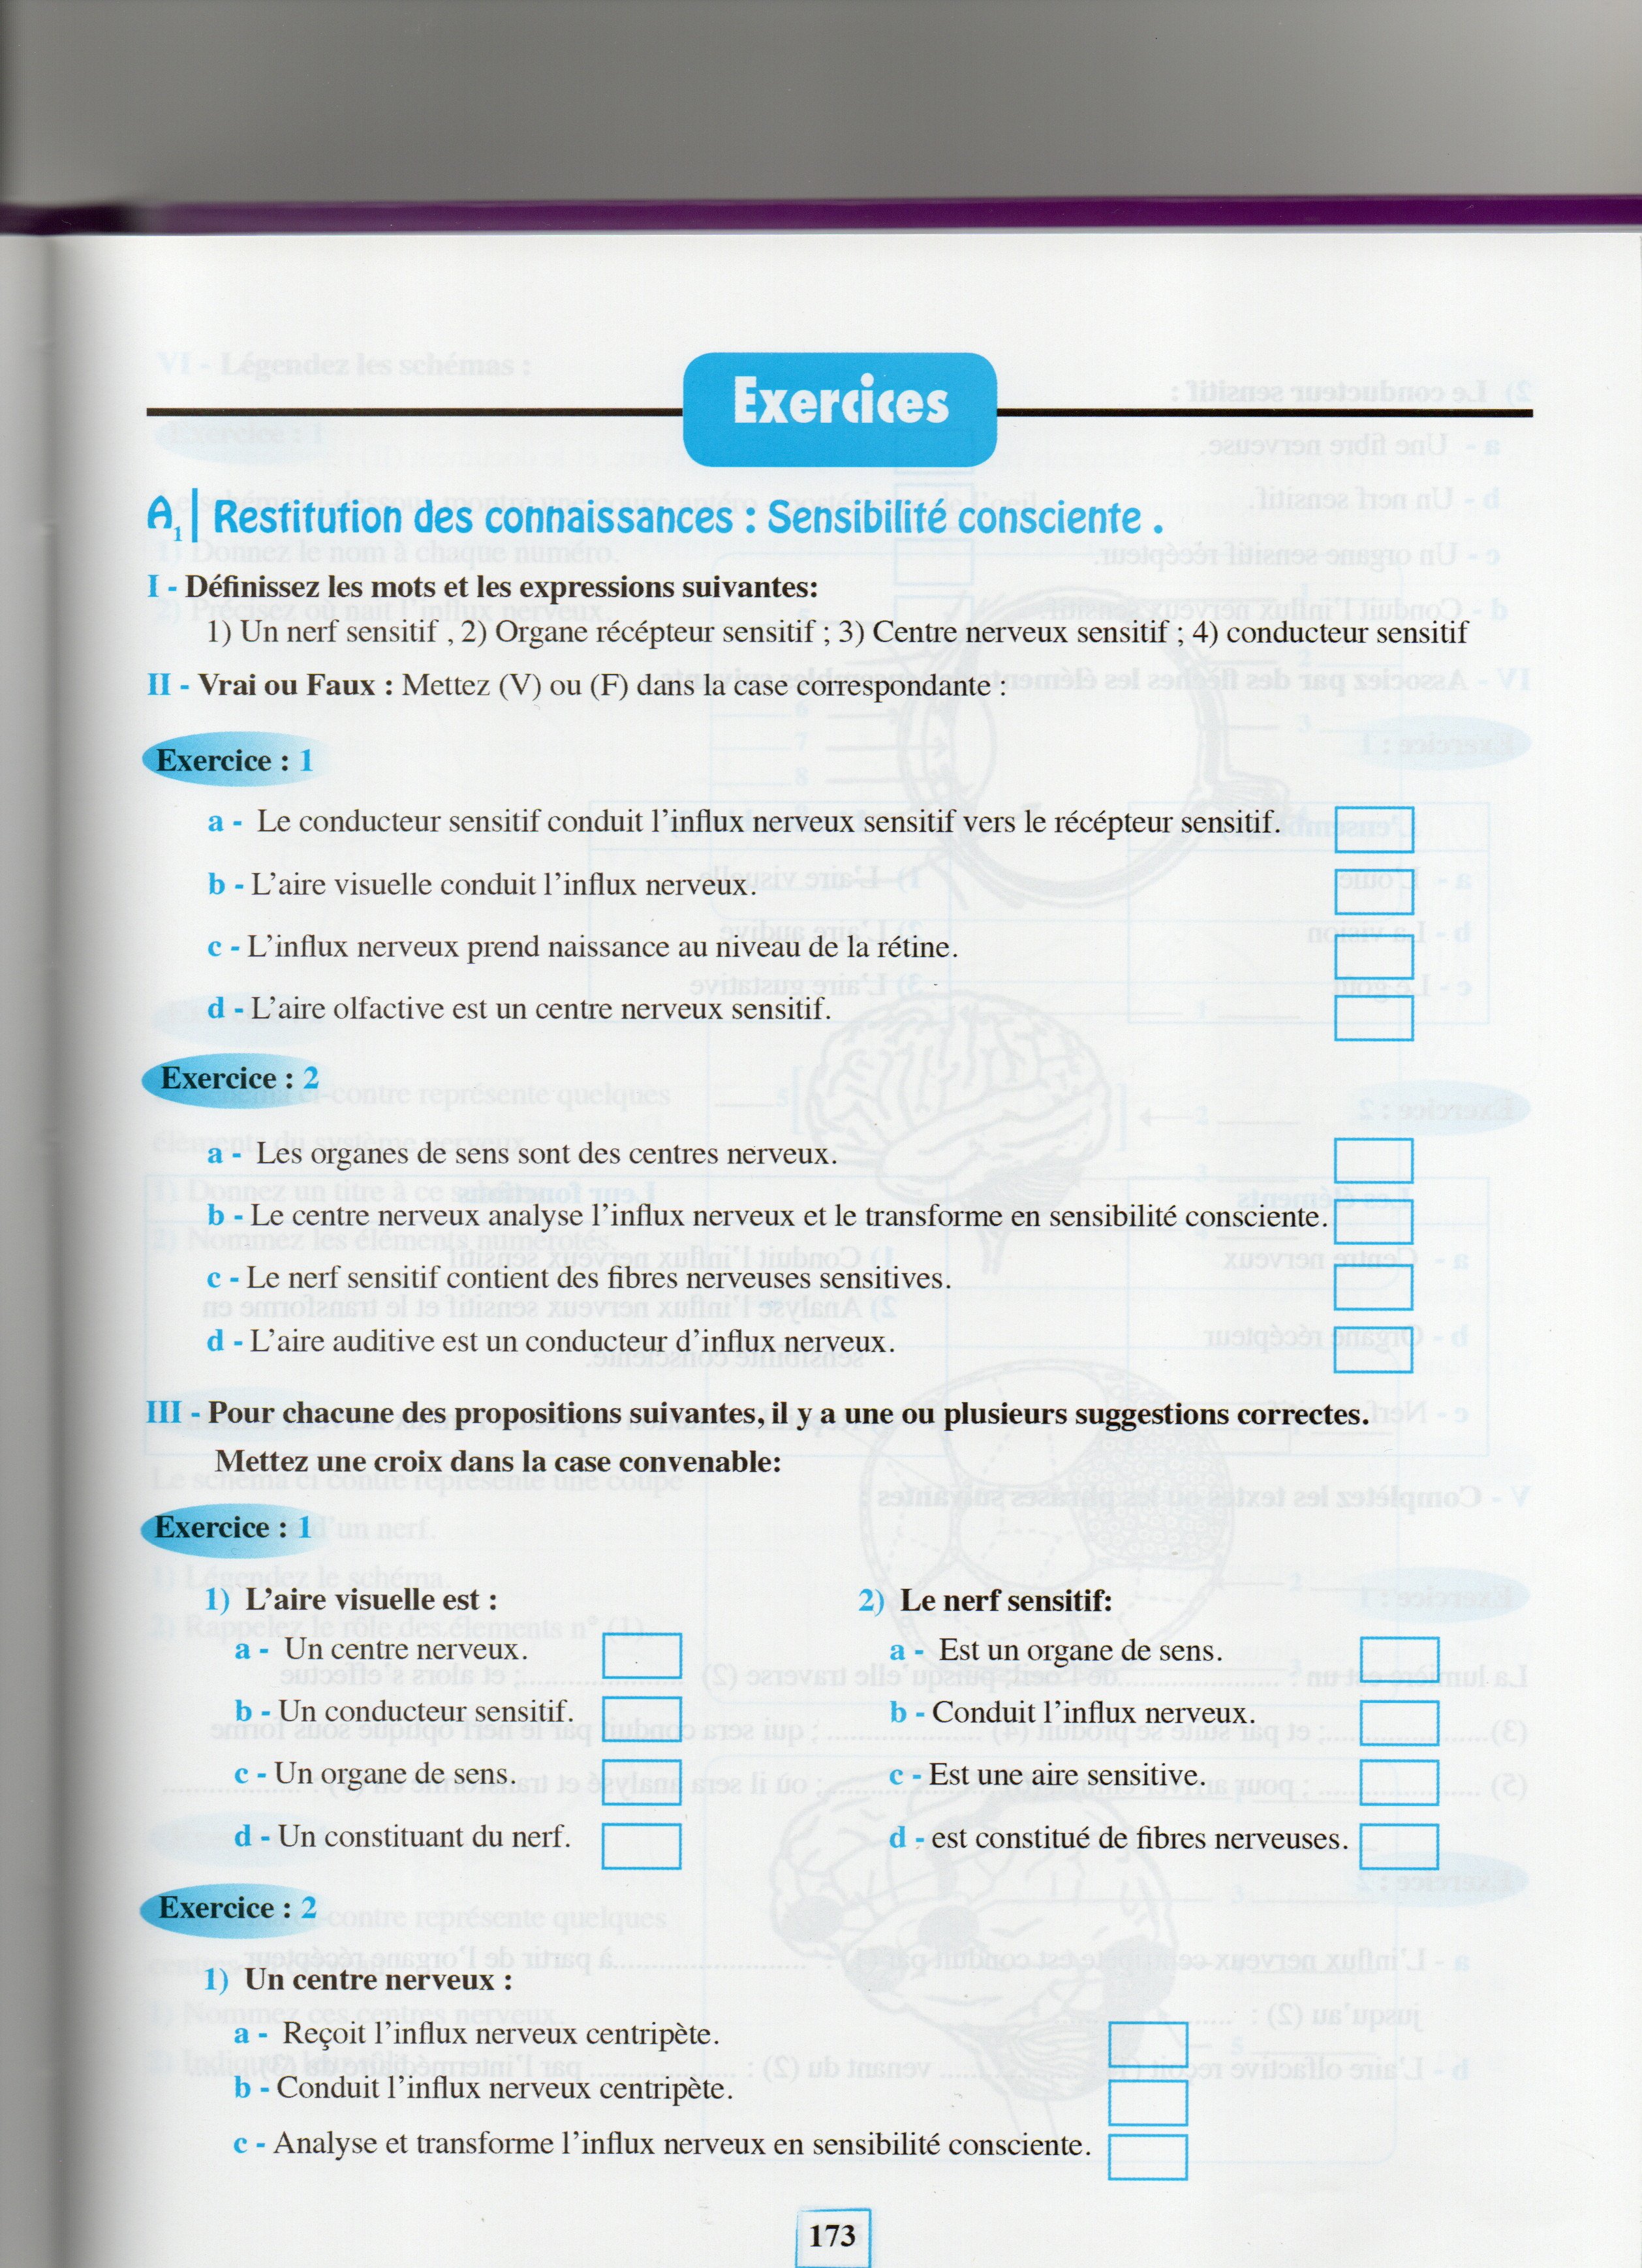 Exercices
A1 Restitution des connaissances : Sensibilité consciente .
I - Définissez les mots et les expressions suivantes:
1) Un nerf sensitif , 2) Organe récépteur sensitif ; 3) Centre nerveux sensitif ; 4) conducteur sensitif
II - Vrai ou Faux : Mettez (V) ou (F) dans la case correspondante :
Exercice : 1
a - Le conducteur sensitif conduit l'influx nerveux sensitif vers le récépteur sensitif.
b - L'aire visuelle conduit l'influx nerveux.
c - L'influx nerveux prend naissance au niveau de la rétine.
d - L'aire olfactive est un centre nerveux sensitif.
Exercice : 2
a - Les organes de sens sont des centres nerveux.
b - Le centre nerveux analyse l'influx nerveux et le transforme en sensibilité consciente.
c - Le nerf sensitif contient des fibres nerveuses sensitives.
d - L'aire auditive est un conducteur d'influx nerveux.
III - Pour chacune des propositions suivantes, il y a une ou plusieurs suggestions correctes.
Mettez une croix dans la case convenable:
Exercice : 1
1) L'aire visuelle est :
a - Un centre nerveux.
b - Un conducteur sensitif.
c - Un organe de sens.
d - Un constituant du nerf.
2) Le nerf sensitif:
a - Est un organe de sens.
b - Conduit l'influx nerveux.
c - Est une aire sensitive.
d - est constitué de fibres nerveuses.
Exercice : 2
1) Un centre nerveux :
a - Reçoit l'influx nerveux centripète.
b - Conduit l'influx nerveux centripète.
c - Analyse et transforme l'influx nerveux en sensibilité consciente.
173